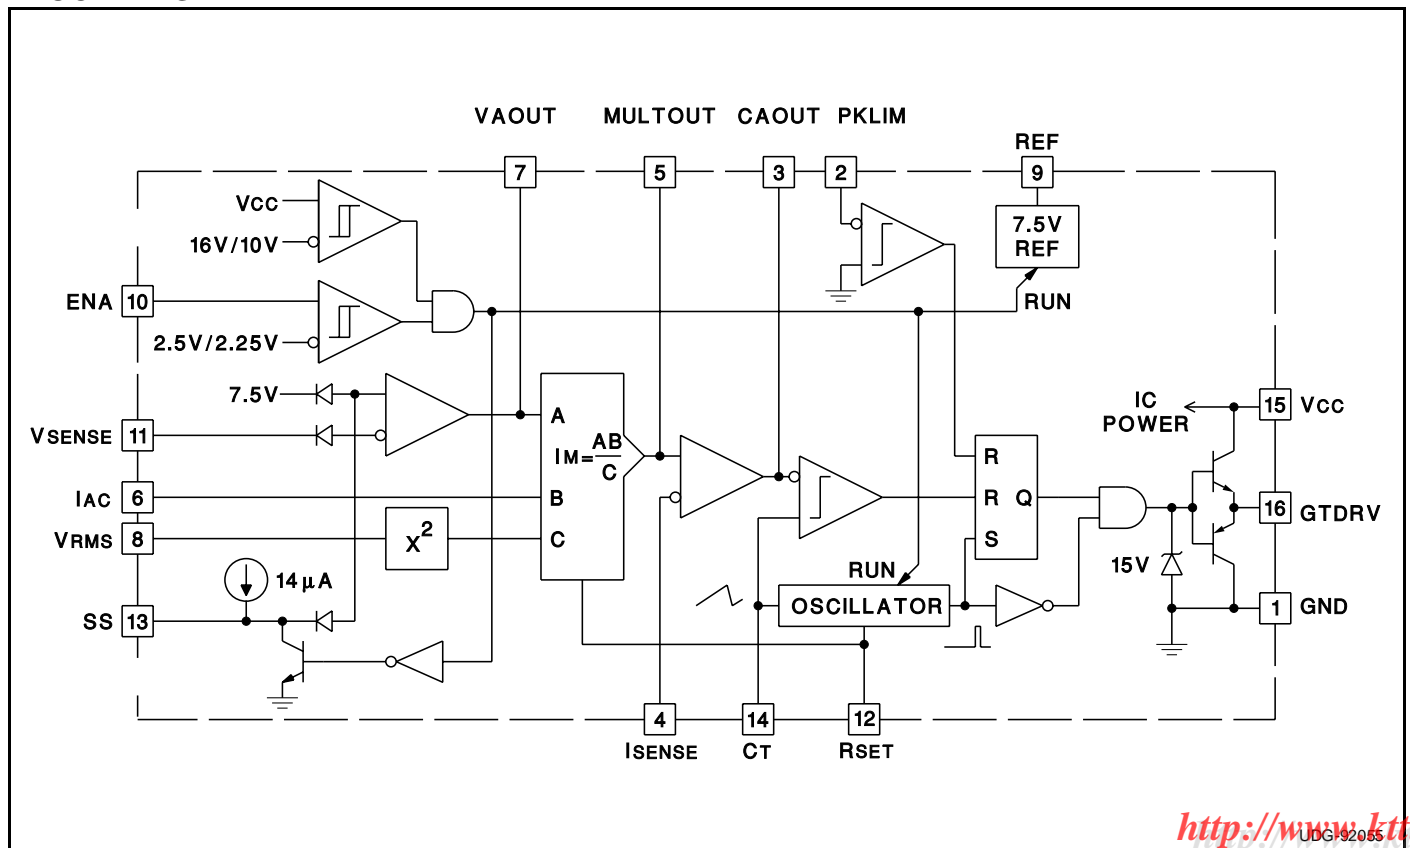 VAOUT MULTOUT CAOUT PKLIM
REF
7 5 3 2 9
VCC
16V/10V
7.5V
REF
ENA 10
RUN
2.5V/2.25V
7.5V
VSENSE 11
A
IM=AB/C
IC
POWER
15 VCC
R
IAC 6
B
R Q
16 GTDRV
VRMS 8
X2
C
S
15V
14µA
RUN
OSCILLATOR
1 GND
SS 13
4 14 12
ISENSE CT RSET
http://www.ktt
UDG-92055